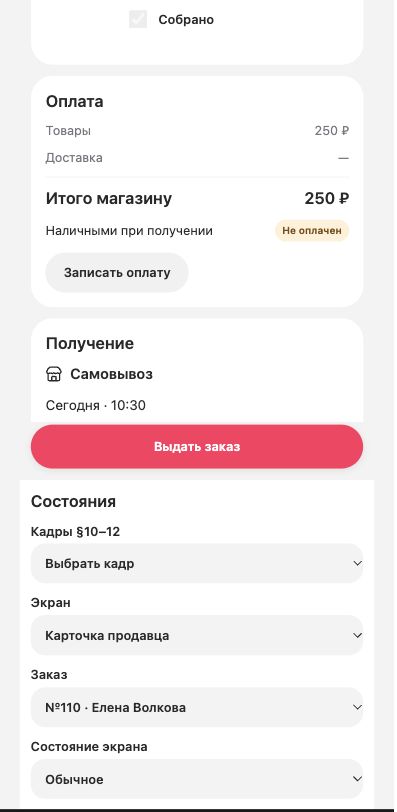 Собрано
Оплата
Товары 250 ₽
Доставка —
Итого магазину 250 ₽
Наличными при получении Не оплачен
Записать оплату
Получение
Самовывоз
Сегодня · 10:30
Выдать заказ
Состояния
Кадры §10–12
Выбрать кадр
Экран
Карточка продавца
Заказ
№110 · Елена Волкова
Состояние экрана
Обычное